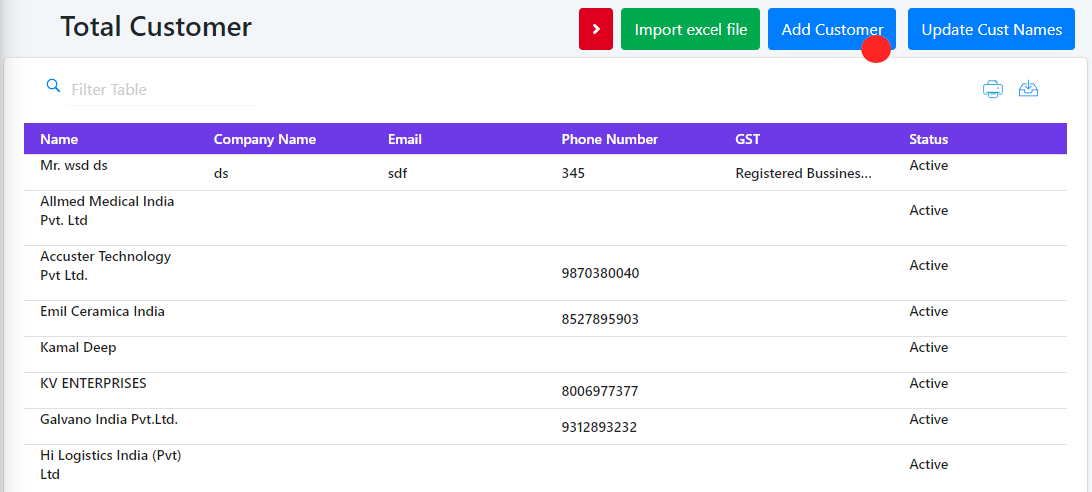 Total Customer
Import excel file
Add Customer
Update Cust Names
Filter Table
Name Company Name Email Phone Number GST Status
Mr. wsd ds ds sdf 345 Registered Bussines... Active
Allmed Medical India
Pvt. Ltd
Active
Accuster Technology
Pvt Ltd.
9870380040 Active
Emil Ceramica India 8527895903 Active
Kamal Deep Active
KV ENTERPRISES 8006977377 Active
Galvano India Pvt.Ltd. 9312893232 Active
Hi Logistics India (Pvt)
Ltd
Active